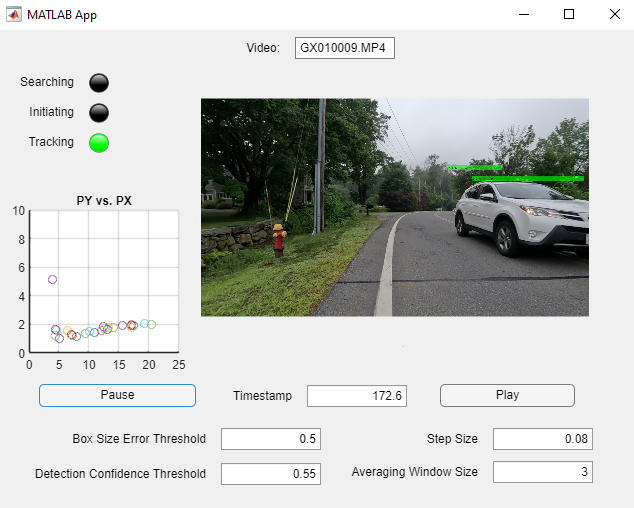 MATLAB App
Video: GX010009.MP4
Searching
Initiating
Tracking
PY vs. PX
10
8
6
4
2
0
0 5 10 15 20 25
Pause Timestamp 172.6 Play
Box Size Error Threshold 0.5 Step Size 0.08
Detection Confidence Threshold 0.55 Averaging Window Size 3